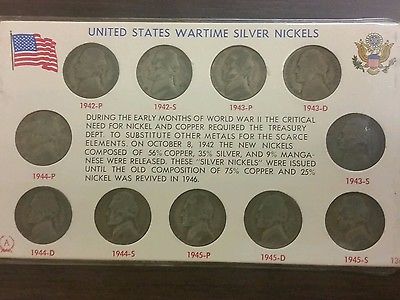 UNITED STATES WARTIME SILVER NICKELS
1942-P
1942-S
1943-P
1943-D
DURING THE EARLY MONTHS OF WORLD WAR II THE CRITICAL
NEED FOR NICKEL AND COPPER REQUIRED THE TREASURY
DEPT. TO SUBSTITUTE OTHER METALS FOR THE SCARCE
ELEMENTS. ON OCTOBER 8, 1942 THE NEW NICKELS
COMPOSED OF 56% COPPER, 35% SILVER, AND 9% MANGA-
NESE WERE RELEASED. THESE "SILVER NICKELS" WERE ISSUED
UNTIL THE OLD COMPOSITION OF 75% COPPER AND 25%
NICKEL WAS REVIVED IN 1946.
1944-P
1943-S
1944-D
1944-S
1945-P
1945-D
1945-S
A